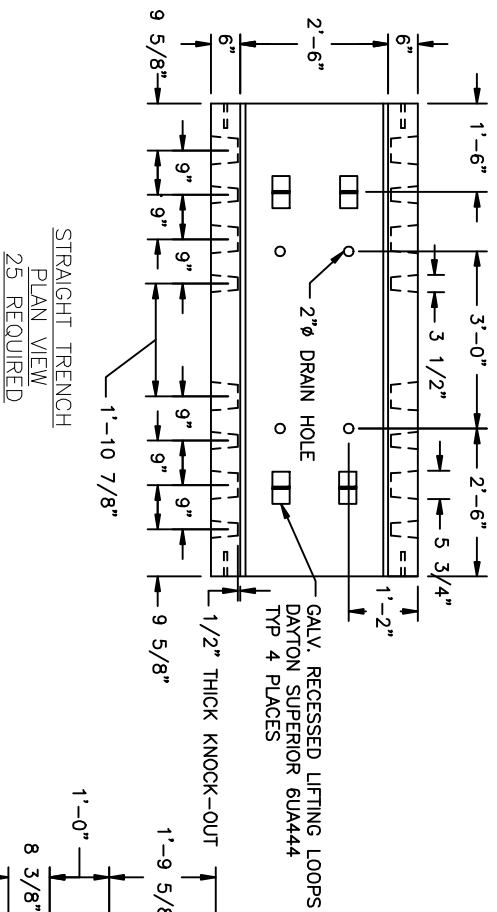 1'-6"
3'-0"
2'-6"
3 1/2"
5 3/4"
1'-2"
6"
2'-6"
6"
2"ø DRAIN HOLE
GALV. RECESSED LIFTING LOOPS
DAYTON SUPERIOR 6UA444
TYP 4 PLACES
1/2" THICK KNOCK-OUT
9 5/8"
9"
9"
9"
1'-10 7/8"
9"
9"
9"
9 5/8"
STRAIGHT TRENCH
PLAN VIEW
25 REQUIRED
1'-9 5/8
1'-0"
8 3/8"